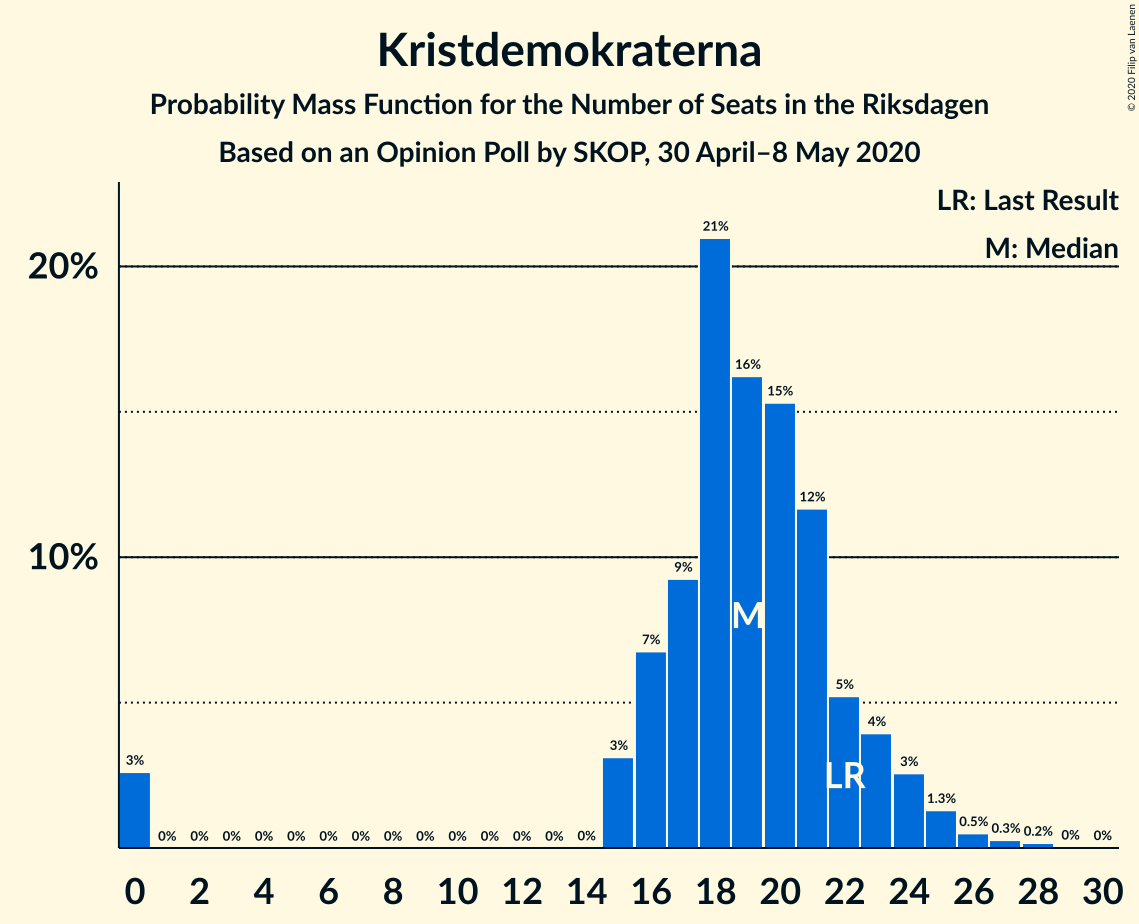 Kristdemokraterna
Probability Mass Function for the Number of Seats in the Riksdagen
Based on an Opinion Poll by SKOP, 30 April–8 May 2020
© 2020 Filip van Laenen
LR: Last Result
M: Median
20%
10%
3% 0% 0% 0% 0% 0% 0% 0% 0% 0% 0% 0% 0% 0% 0% 3% 7% 9% 21% 16% 15% 12% 5% 4% 3% 1.3% 0.5% 0.3% 0.2% 0% 0%
M
LR
0 2 4 6 8 10 12 14 16 18 20 22 24 26 28 30